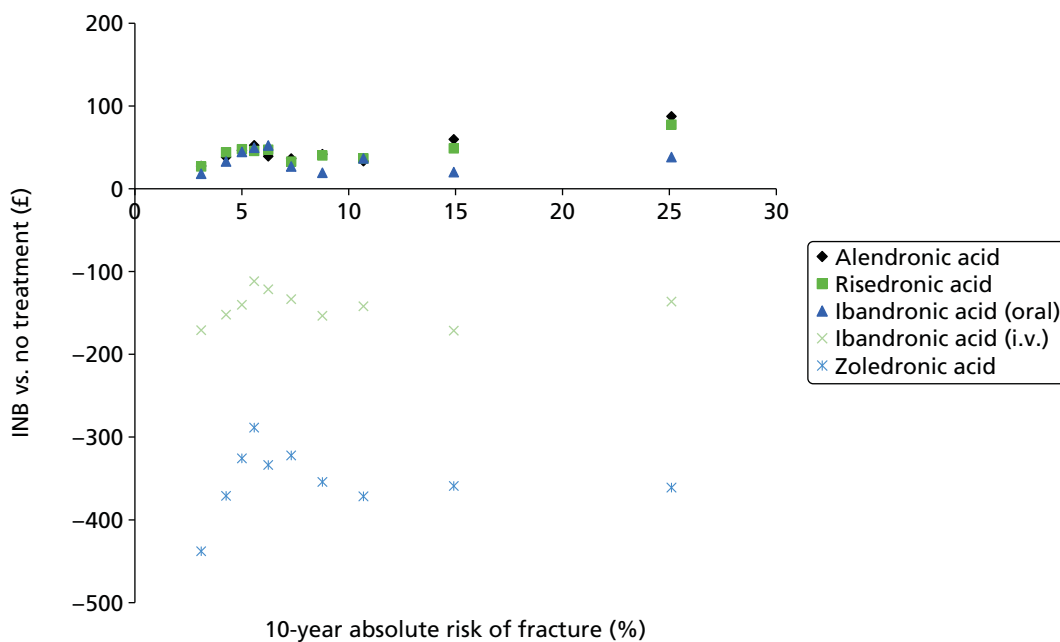 200
100
0
−100
−200
−300
−400
−500
0
5
10
15
20
25
30
INB vs. no treatment (£)
10-year absolute risk of fracture (%)
Alendronic acid
Risedronic acid
Ibandronic acid (oral)
Ibandronic acid (i.v.)
Zoledronic acid